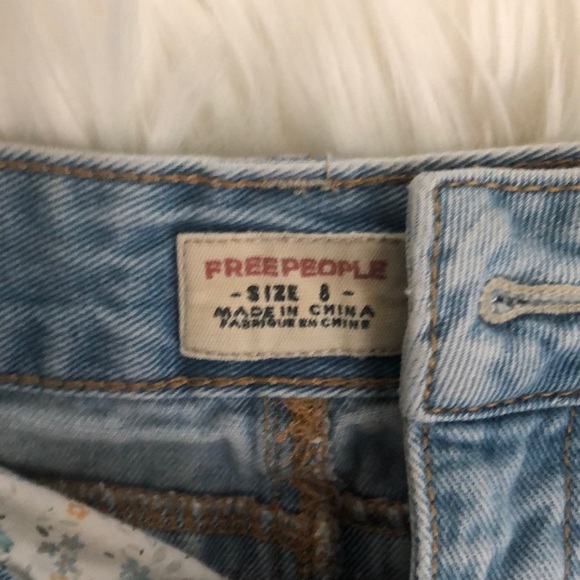 FREEPEOPLE
- SIZE 8 -
MADE IN CHINA
FABRIQUE EN CHINE